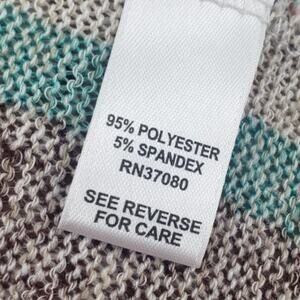 95% POLYESTER
5% SPANDEX
RN37080
SEE REVERSE
FOR CARE